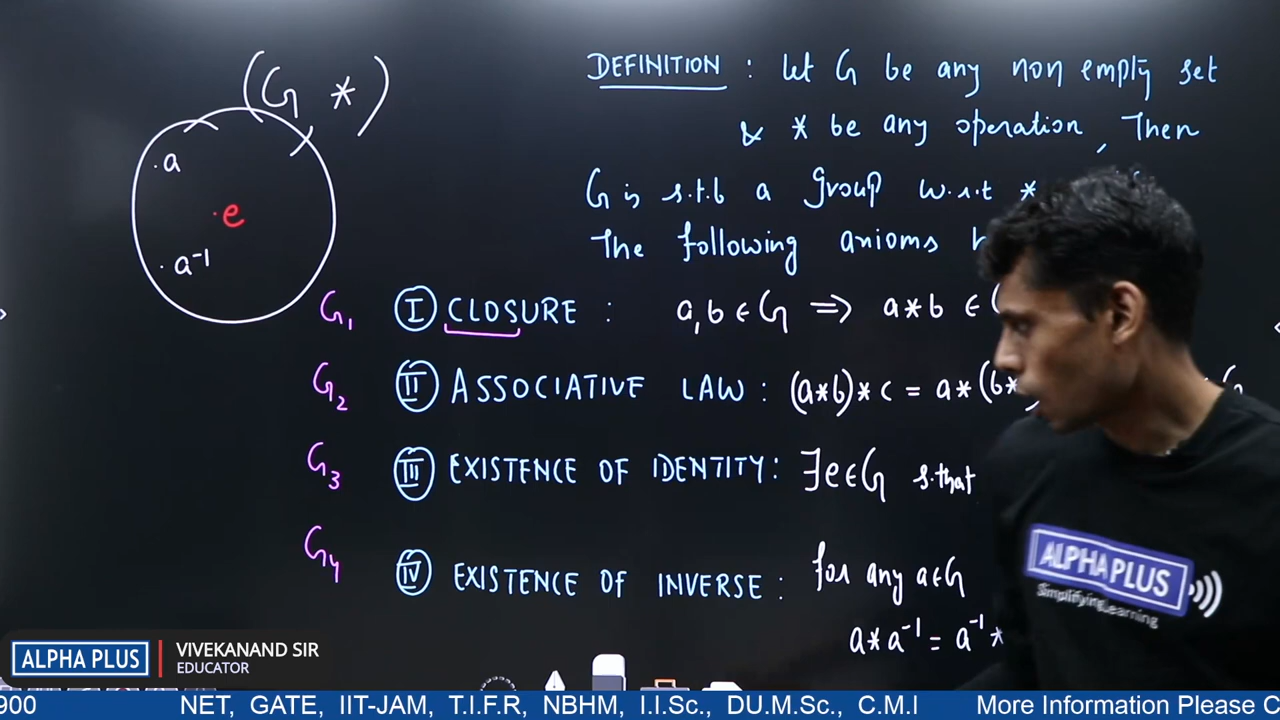 (G *)
DEFINITION : Let G be any non empty set
& * be any operation, Then
G is s.t.b a Group w.r.t *
The following axioms
.a
.e
.a⁻¹
G₁ I CLOSURE : a,b ∈ G ⟹ a*b ∈
G₂ II ASSOCIATIVE LAW : (a*b)*c = a*(b*
G₃ III EXISTENCE OF IDENTITY : ∃e∈G s.that
G₄ IV EXISTENCE OF INVERSE : for any a∈G
a*a⁻¹ = a⁻¹*
ALPHA PLUS
Simplifying Learning
ALPHA PLUS
VIVEKANAND SIR
EDUCATOR
900 NET, GATE, IIT-JAM, T.I.F.R, NBHM, I.I.Sc., DU.M.Sc., C.M.I More Information Please C